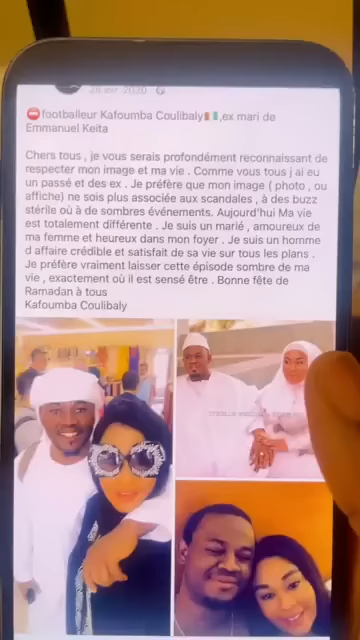 ⛔footballeur Kafoumba Coulibaly🇨🇮,ex mari de
Emmanuel Keita
Chers tous , je vous serais profondément reconnaissant de
respecter mon image et ma vie . Comme vous tous j ai eu
un passé et des ex . Je préfère que mon image ( photo , ou
affiche) ne sois plus associée aux scandales , à des buzz
stérile où à de sombres événements. Aujourd'hui Ma vie
est totalement différente . Je suis un marié , amoureux de
ma femme et heureux dans mon foyer . Je suis un homme
d affaire crédible et satisfait de sa vie sur tous les plans .
Je préfère vraiment laisser cette épisode sombre de ma
vie , exactement où il est sensé être . Bonne fête de
Ramadan à tous
Kafoumba Coulibaly